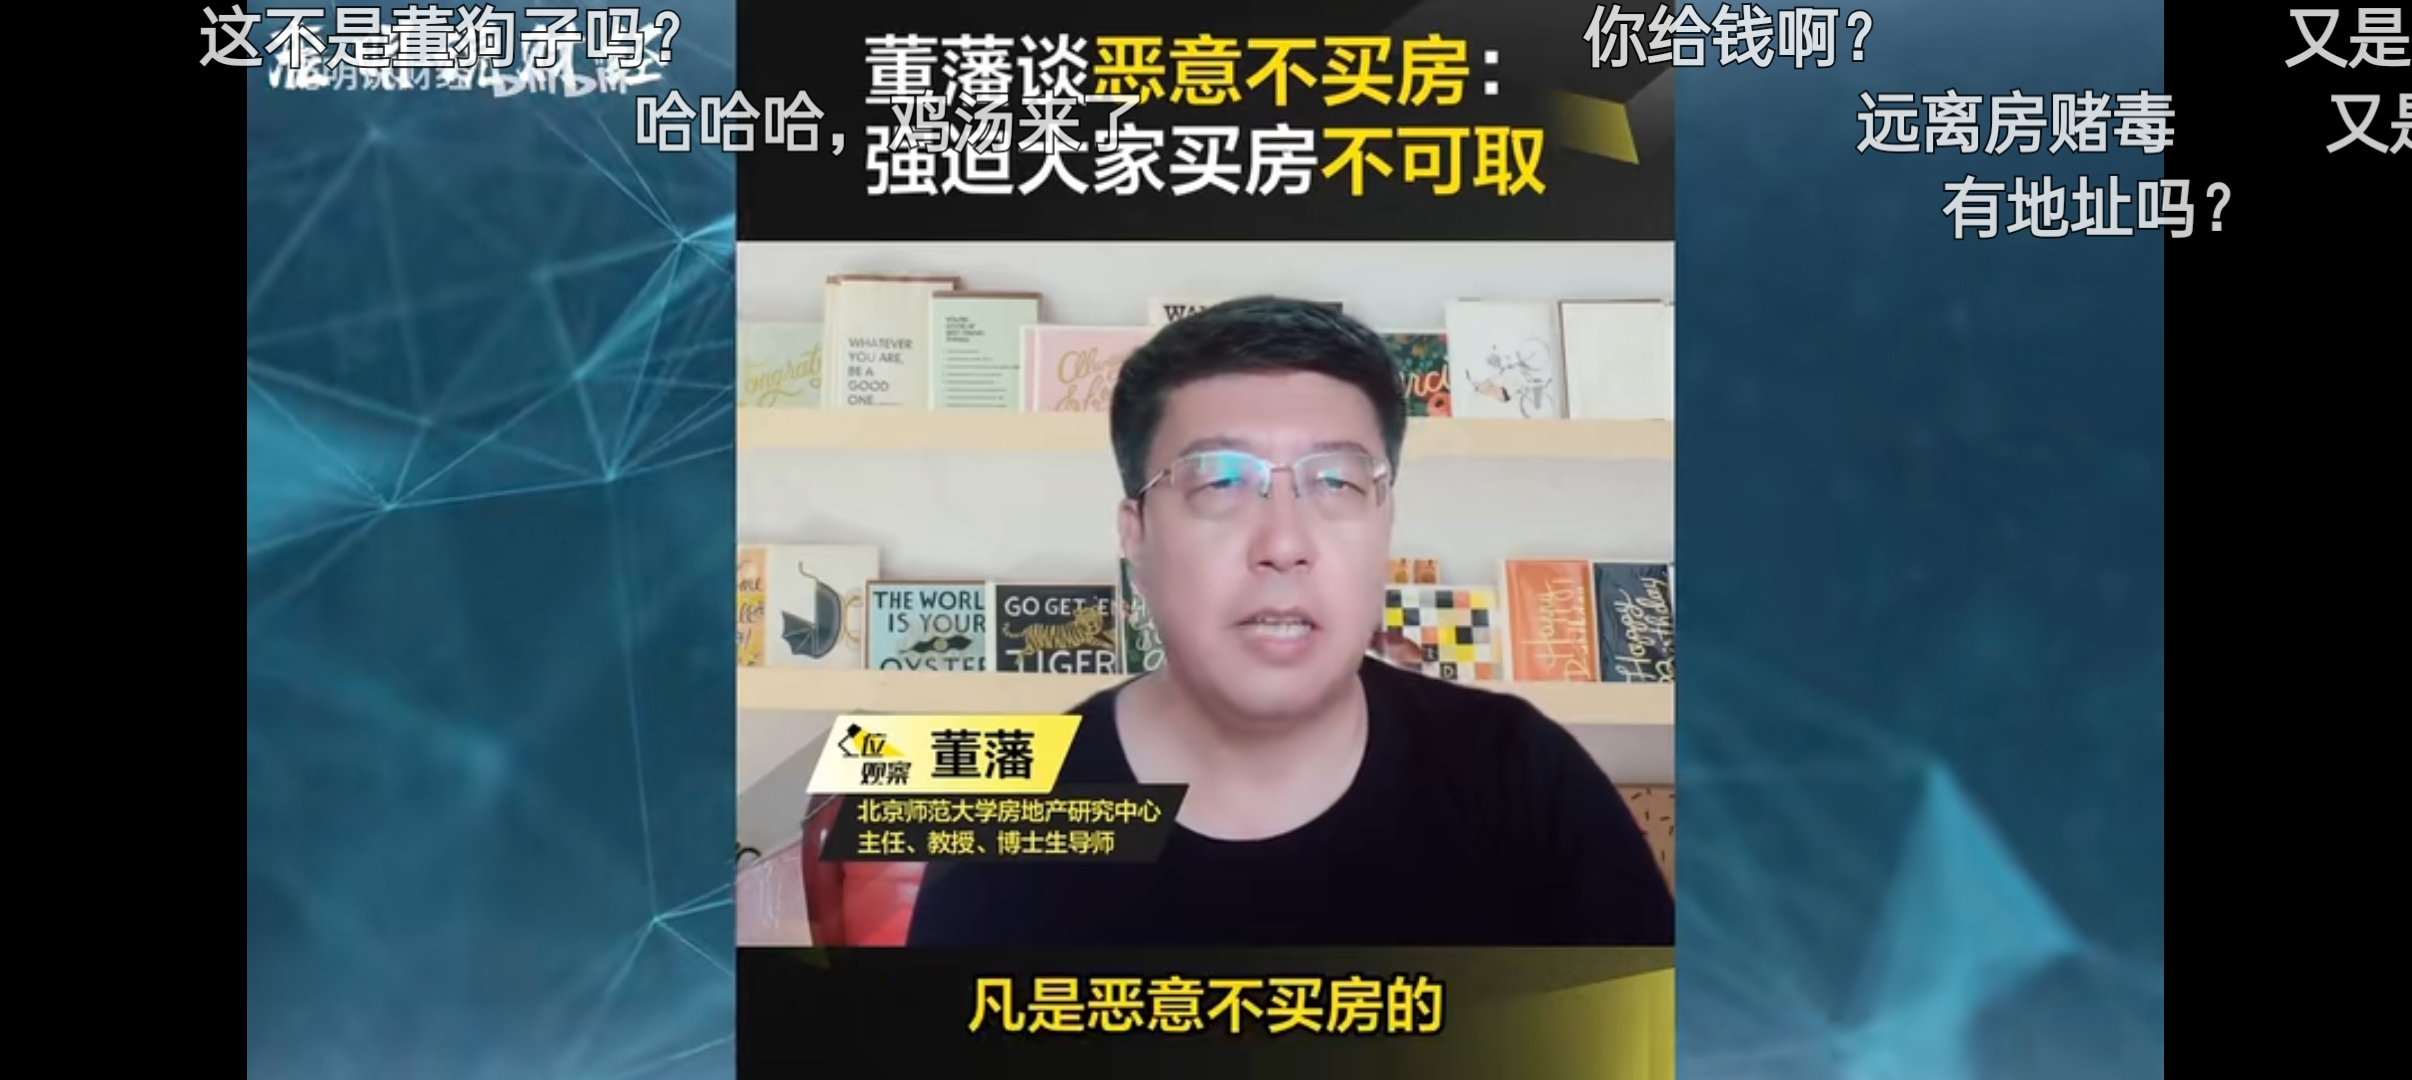 这不是董狗子吗？
你给钱啊？
又是
哈哈哈，鸡汤来了
远离房赌毒
又是
有地址吗？
董藩谈恶意不买房：
强迫大家买房不可取
WHATEVER
YOU ARE,
BE A
GOOD
ONE.
THE WORL
IS YOUR
OYSTE
GO GET 'EM
TIGER
Happy
Birthday
位
观察
董藩
北京师范大学房地产研究中心
主任、教授、博士生导师
凡是恶意不买房的